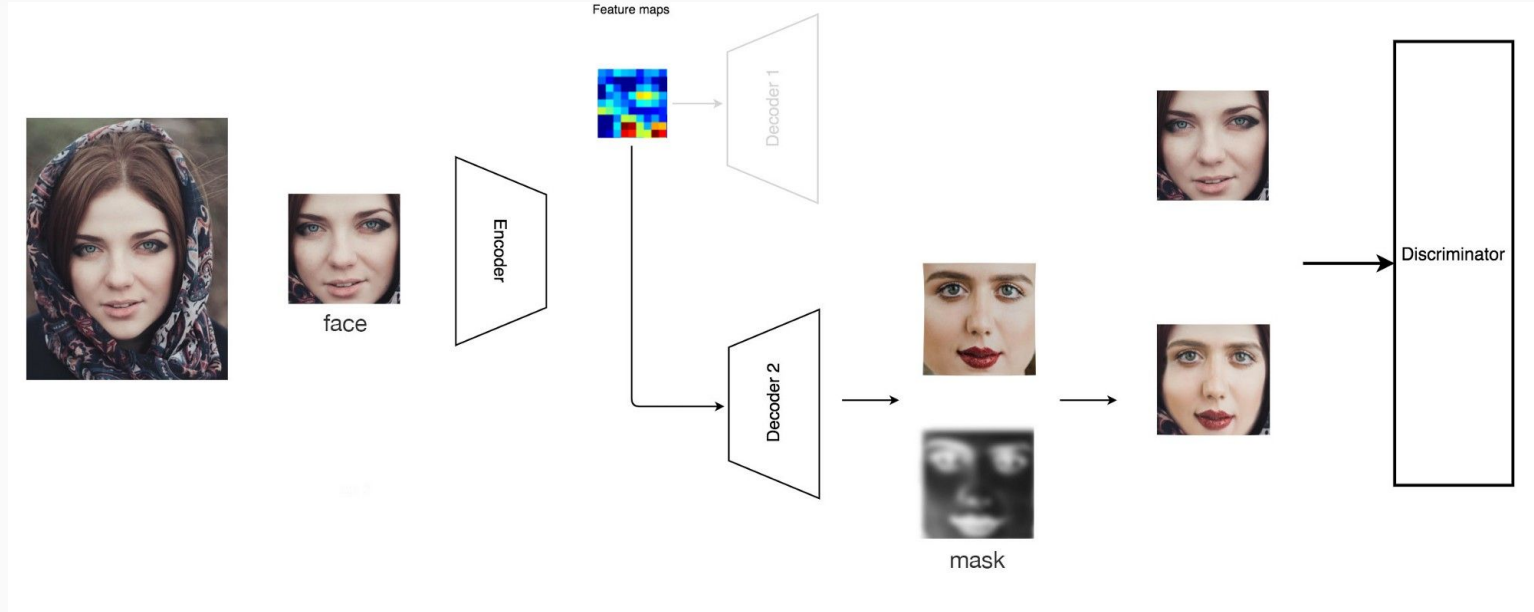 Feature maps
Decoder 1
Encoder
face
Discriminator
Decoder 2
mask